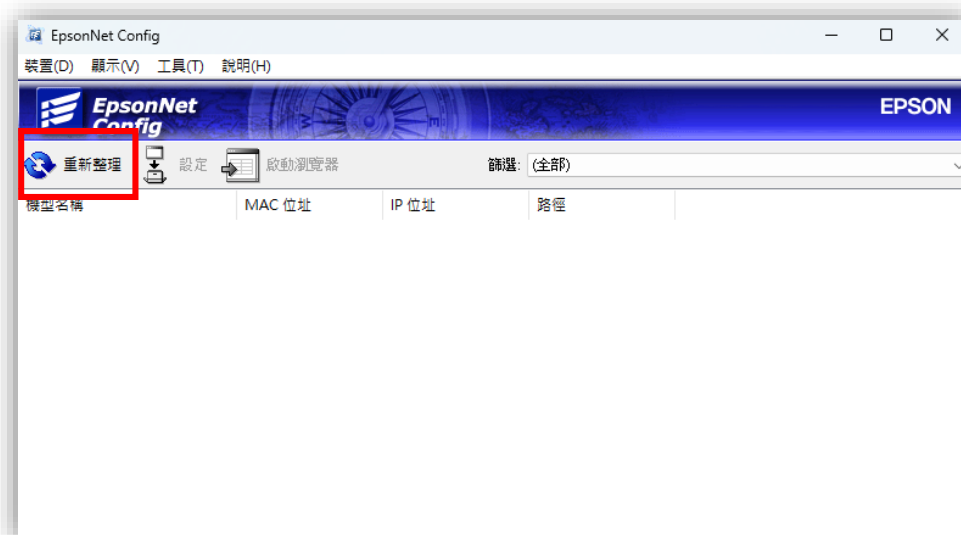 EpsonNet Config
裝置(D) 顯示(V) 工具(T) 說明(H)
EpsonNet
Config
EPSON
重新整理 設定 啟動瀏覽器 篩選: (全部)
機型名稱 MAC 位址 IP 位址 路徑